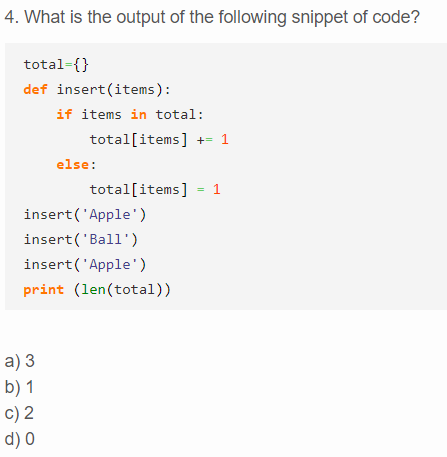 4. What is the output of the following snippet of code?
total={}
def insert(items):
    if items in total:
        total[items] += 1
    else:
        total[items] = 1
insert('Apple')
insert('Ball')
insert('Apple')
print (len(total))
a) 3
b) 1
c) 2
d) 0